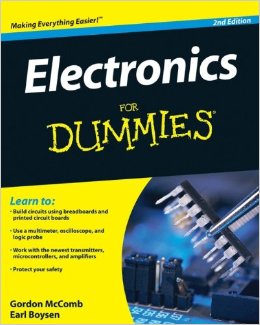 Making Everything Easier!™
2nd Edition
Electronics
FOR
DUMMIES®
Learn to:
• Build circuits using breadboards and
printed circuit boards
• Use a multimeter, oscilloscope, and
logic probe
• Work with the newest transmitters,
microcontrollers, and amplifiers
• Protect your safety
Gordon McComb
Earl Boysen